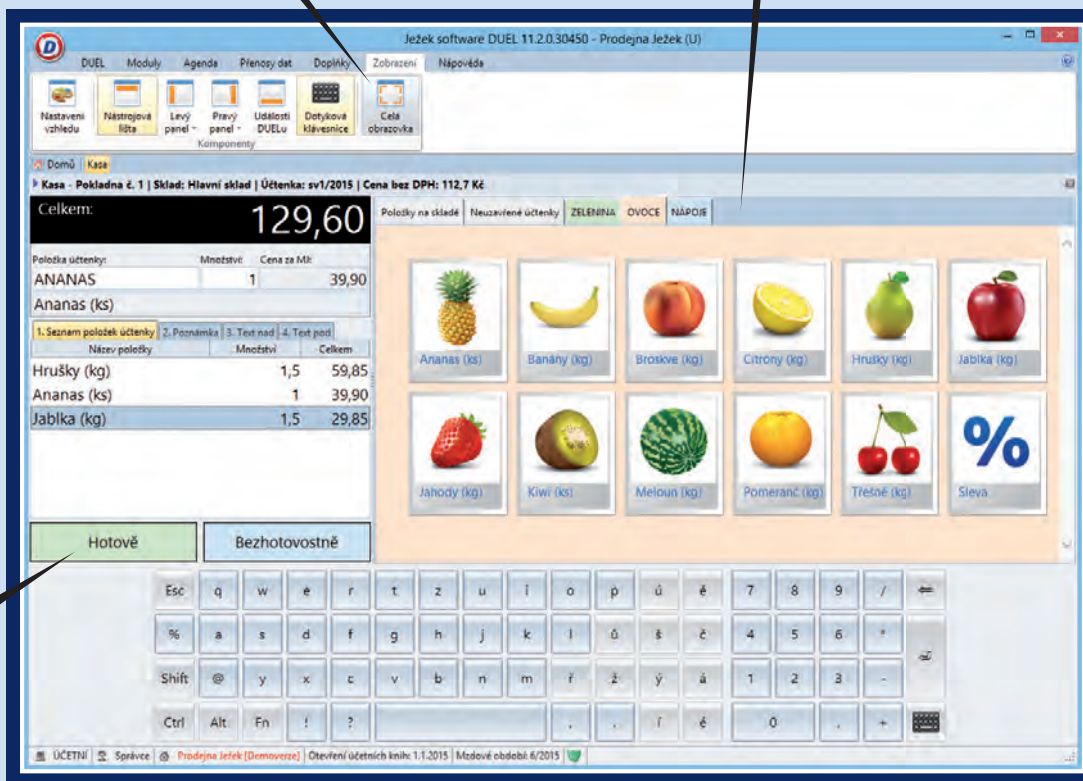 Ježek software DUEL 11.2.0.30450 - Prodejna Ježek (U)
D
DUEL Moduly Agenda Přenosy dat Doplňky Zobrazení Nápověda
Nastavení vzhledu
Nástrojová lišta
Levý panel
Pravý panel
Události DUELu
Dotyková klávesnice
Celá obrazovka
Komponenty
Domů Kasa
Kasa - Pokladna č. 1 | Sklad: Hlavní sklad | Účtenka: sv1/2015 | Cena bez DPH: 112,7 Kč
Celkem: 129,60
Položky na skladě Neuzavřené účtenky ZELENINA OVOCE NÁPOJE
Položka účtenky: Množství: Cena za MJ:
ANANAS 1 39,90
Ananas (ks)
1. Seznam položek účtenky 2. Poznámka 3. Text nad 4. Text pod
Název položky Množství Celkem
Hrušky (kg) 1,5 59,85
Ananas (ks) 1 39,90
Jablka (kg) 1,5 29,85
Ananas (ks) Banány (kg) Broskve (kg) Citróny (kg) Hrušky (kg) Jablka (kg)
%
Jahody (kg) Kiwi (ks) Meloun (kg) Pomeranč (kg) Třešně (kg) Sleva
Hotově Bezhotovostně
Esc q w e r t z u i o p ú ě 7 8 9 /
% a s d f g h j k l ů š č 4 5 6 *
Shift @ y x c v b n m ř ž ý á 1 2 3 -
Ctrl Alt Fn ! ? , . í é 0 , +
ÚČETNÍ Správce Prodejna Ježek [Demoverze] Otevření účetních knih: 1.1.2015 Mzdové období: 6/2015